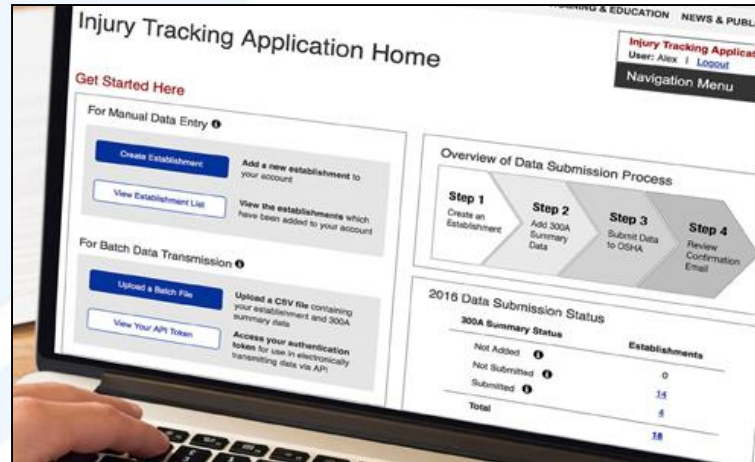 & EDUCATION NEWS & PUBL
Injury Tracking Application Home
Injury Tracking Applicat
User: Alex | Logout
Navigation Menu
Get Started Here
For Manual Data Entry
Create Establishment
Add a new establishment to
your account
View Establishment List
View the establishments which
have been added to your account
For Batch Data Transmission
Upload a Batch File
Upload a CSV file containing
your establishment and 300A
summary data
View Your API Token
Access your authentication
token for use in electronically
transmitting data via API
Overview of Data Submission Process
Step 1
Create an
Establishment
Step 2
Add 300A
Summary
Data
Step 3
Submit Data
to OSHA
Step 4
Review
Confirmation
Email
2016 Data Submission Status
300A Summary Status Establishments
Not Added 0
Not Submitted 14
Submitted 4
Total 18